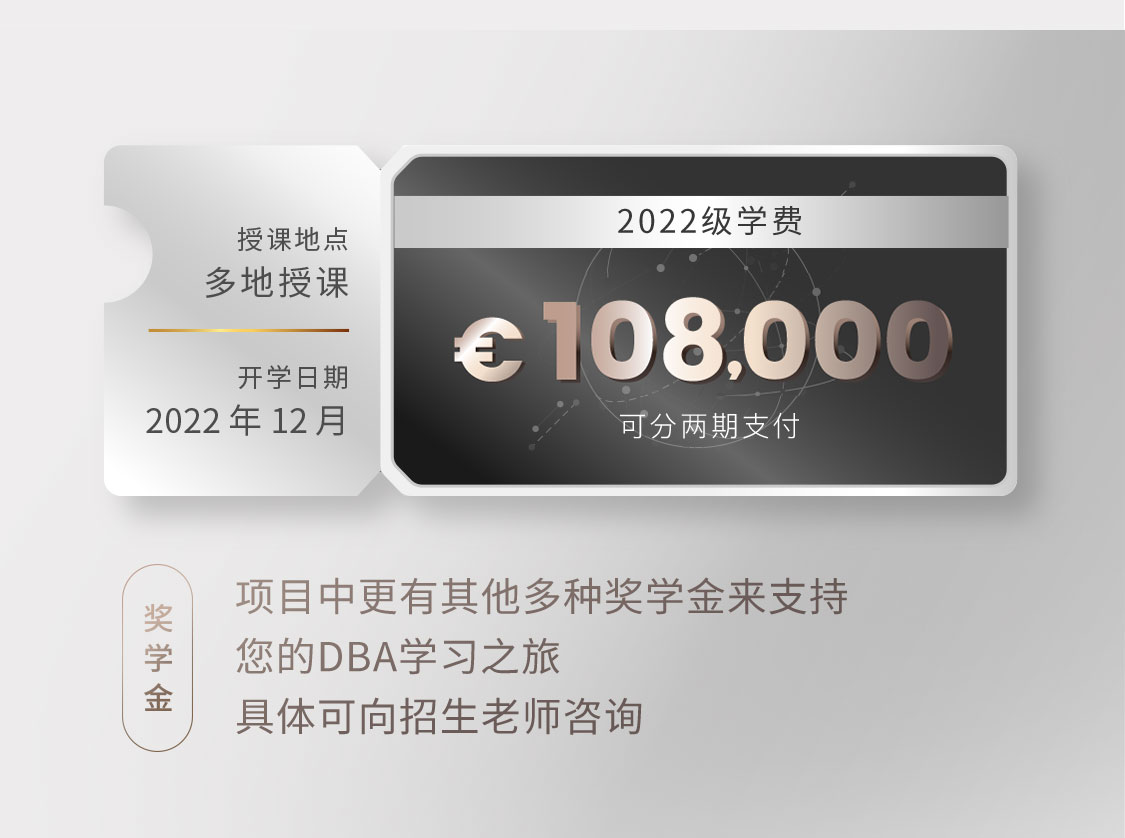 授课地点
多地授课
开学日期
2022 年 12 月
2022级学费
€ 108,000
可分两期支付
奖学金
项目中更有其他多种奖学金来支持
您的DBA学习之旅
具体可向招生老师咨询